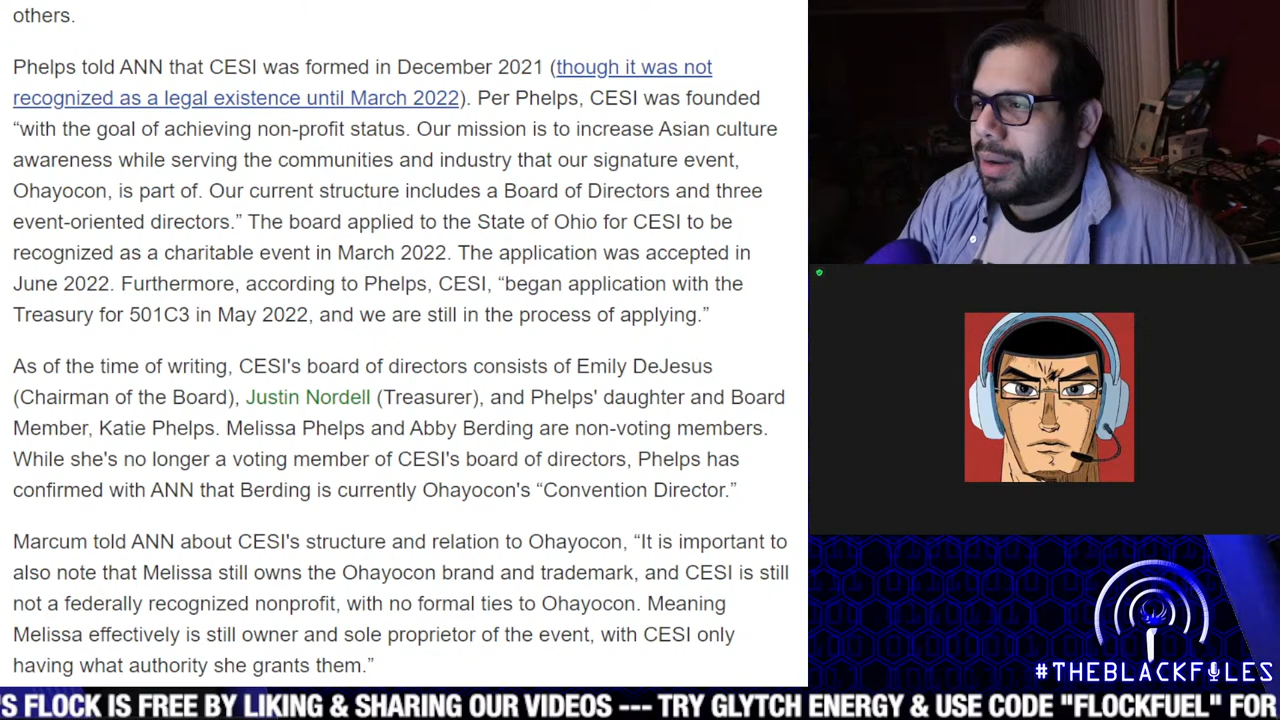 others.
Phelps told ANN that CESI was formed in December 2021 (though it was not
recognized as a legal existence until March 2022). Per Phelps, CESI was founded
“with the goal of achieving non-profit status. Our mission is to increase Asian culture
awareness while serving the communities and industry that our signature event,
Ohayocon, is part of. Our current structure includes a Board of Directors and three
event-oriented directors.” The board applied to the State of Ohio for CESI to be
recognized as a charitable event in March 2022. The application was accepted in
June 2022. Furthermore, according to Phelps, CESI, “began application with the
Treasury for 501C3 in May 2022, and we are still in the process of applying.”
As of the time of writing, CESI's board of directors consists of Emily DeJesus
(Chairman of the Board), Justin Nordell (Treasurer), and Phelps' daughter and Board
Member, Katie Phelps. Melissa Phelps and Abby Berding are non-voting members.
While she's no longer a voting member of CESI's board of directors, Phelps has
confirmed with ANN that Berding is currently Ohayocon's “Convention Director.”
Marcum told ANN about CESI's structure and relation to Ohayocon, “It is important to
also note that Melissa still owns the Ohayocon brand and trademark, and CESI is still
not a federally recognized nonprofit, with no formal ties to Ohayocon. Meaning
Melissa effectively is still owner and sole proprietor of the event, with CESI only
having what authority she grants them.”
#THEBLACKFILES
'S FLOCK IS FREE BY LIKING & SHARING OUR VIDEOS --- TRY GLYTCH ENERGY & USE CODE "FLOCKFUEL" FOR